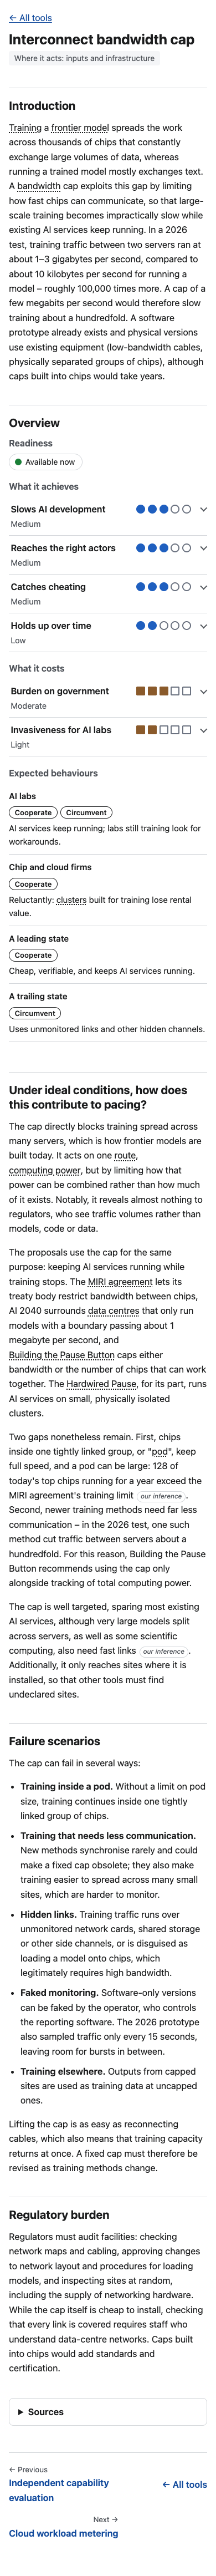 ← All tools
Interconnect bandwidth cap
Where it acts: inputs and infrastructure
Introduction
Training a frontier model spreads the work
across thousands of chips that constantly
exchange large volumes of data, whereas
running a trained model mostly exchanges text.
A bandwidth cap exploits this gap by limiting
how fast chips can communicate, so that large-
scale training becomes impractically slow while
existing AI services keep running. In a 2026
test, training traffic between two servers ran at
about 1–3 gigabytes per second, compared to
about 10 kilobytes per second for running a
model – roughly 100,000 times more. A cap of a
few megabits per second would therefore slow
training about a hundredfold. A software
prototype already exists and physical versions
use existing equipment (low-bandwidth cables,
physically separated groups of chips), although
caps built into chips would take years.
Overview
Readiness
Available now
What it achieves
Slows AI development
Medium
Reaches the right actors
Medium
Catches cheating
Medium
Holds up over time
Low
What it costs
Burden on government
Moderate
Invasiveness for AI labs
Light
Expected behaviours
AI labs
Cooperate Circumvent
AI services keep running; labs still training look for
workarounds.
Chip and cloud firms
Cooperate
Reluctantly: clusters built for training lose rental
value.
A leading state
Cooperate
Cheap, verifiable, and keeps AI services running.
A trailing state
Circumvent
Uses unmonitored links and other hidden channels.
Under ideal conditions, how does
this contribute to pacing?
The cap directly blocks training spread across
many servers, which is how frontier models are
built today. It acts on one route,
computing power, but by limiting how that
power can be combined rather than how much
of it exists. Notably, it reveals almost nothing to
regulators, who see traffic volumes rather than
models, code or data.
The proposals use the cap for the same
purpose: keeping AI services running while
training stops. The MIRI agreement lets its
treaty body restrict bandwidth between chips,
AI 2040 surrounds data centres that only run
models with a boundary passing about 1
megabyte per second, and
Building the Pause Button caps either
bandwidth or the number of chips that can work
together. The Hardwired Pause, for its part, runs
AI services on small, physically isolated
clusters.
Two gaps nonetheless remain. First, chips
inside one tightly linked group, or "pod", keep
full speed, and a pod can be large: 128 of
today's top chips running for a year exceed the
MIRI agreement's training limit our inference .
Second, newer training methods need far less
communication – in the 2026 test, one such
method cut traffic between servers about a
hundredfold. For this reason, Building the Pause
Button recommends using the cap only
alongside tracking of total computing power.
The cap is well targeted, sparing most existing
AI services, although very large models split
across servers, as well as some scientific
computing, also need fast links our inference .
Additionally, it only reaches sites where it is
installed, so that other tools must find
undeclared sites.
Failure scenarios
The cap can fail in several ways:
• Training inside a pod. Without a limit on pod
size, training continues inside one tightly
linked group of chips.
• Training that needs less communication.
New methods synchronise rarely and could
make a fixed cap obsolete; they also make
training easier to spread across many small
sites, which are harder to monitor.
• Hidden links. Training traffic runs over
unmonitored network cards, shared storage
or other side channels, or is disguised as
loading a model onto chips, which
legitimately requires high bandwidth.
• Faked monitoring. Software-only versions
can be faked by the operator, who controls
the reporting software. The 2026 prototype
also sampled traffic only every 15 seconds,
leaving room for bursts in between.
• Training elsewhere. Outputs from capped
sites are used as training data at uncapped
ones.
Lifting the cap is as easy as reconnecting
cables, which also means that training capacity
returns at once. A fixed cap must therefore be
revised as training methods change.
Regulatory burden
Regulators must audit facilities: checking
network maps and cabling, approving changes
to network layout and procedures for loading
models, and inspecting sites at random,
including the supply of networking hardware.
While the cap itself is cheap to install, checking
that every link is covered requires staff who
understand data-centre networks. Caps built
into chips would add standards and
certification.
▶ Sources
← Previous
Independent capability
evaluation
← All tools
Next →
Cloud workload metering